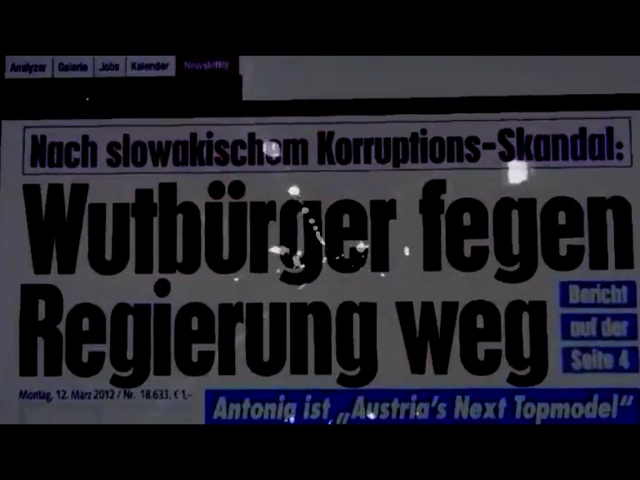 Analyzer Galerie Jobs Kalender Newsletter
Nach slowakischem Korruptions-Skandal:
Wutbürger fegen
Regierung weg
Bericht
auf der
Seite 4
Montag, 12. März 2012 / Nr. 18.633, € 1,-
Antonia ist „Austria's Next Topmodel"